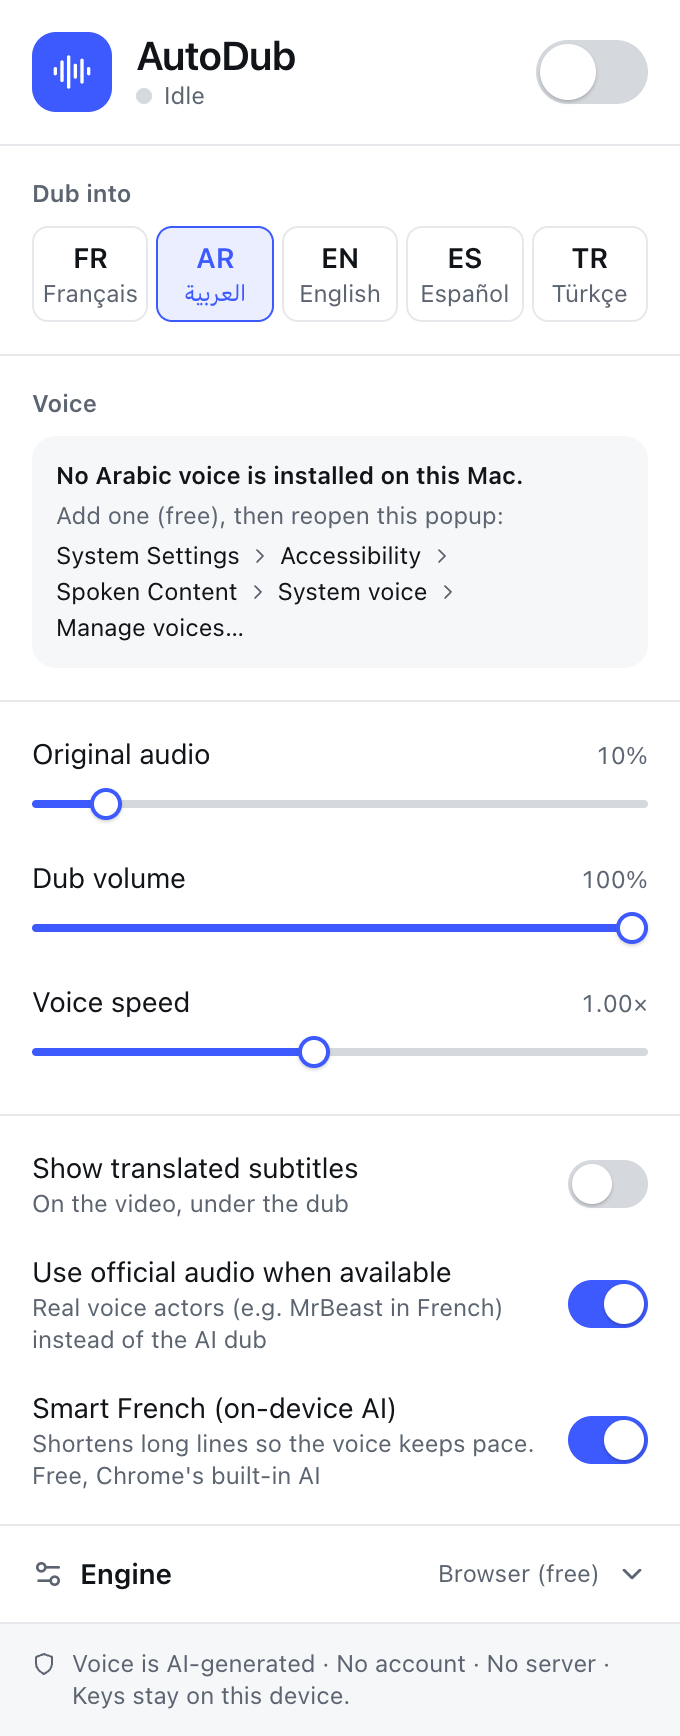 AutoDub
Idle
Dub into
FR
Français
AR
العربية
EN
English
ES
Español
TR
Türkçe
Voice
No Arabic voice is installed on this Mac.
Add one (free), then reopen this popup:
System Settings > Accessibility >
Spoken Content > System voice >
Manage voices...
Original audio 10%
Dub volume 100%
Voice speed 1.00×
Show translated subtitles
On the video, under the dub
Use official audio when available
Real voice actors (e.g. MrBeast in French)
instead of the AI dub
Smart French (on-device AI)
Shortens long lines so the voice keeps pace.
Free, Chrome's built-in AI
Engine Browser (free)
Voice is AI-generated · No account · No server ·
Keys stay on this device.